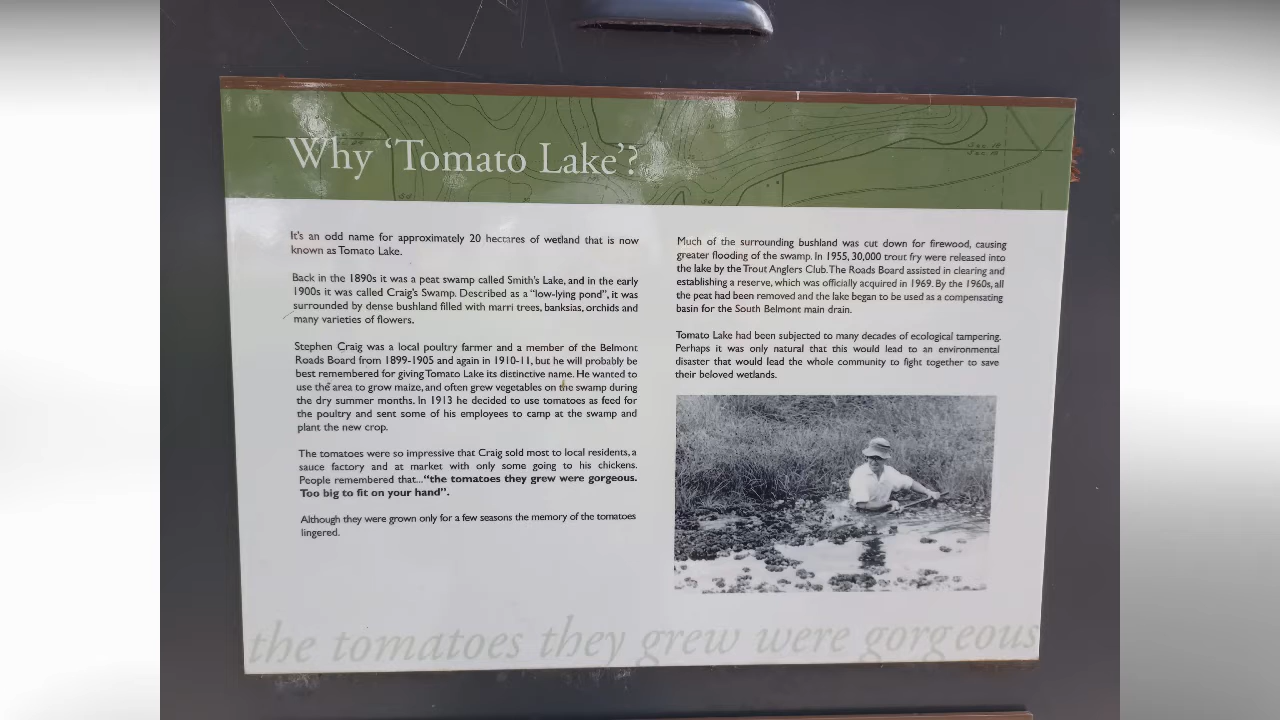 Why ‘Tomato Lake’?
It's an odd name for approximately 20 hectares of wetland that is now
known as Tomato Lake.
Back in the 1890s it was a peat swamp called Smith's Lake, and in the early
1900s it was called Craig's Swamp. Described as a “low-lying pond”, it was
surrounded by dense bushland filled with marri trees, banksias, orchids and
many varieties of flowers.
Stephen Craig was a local poultry farmer and a member of the Belmont
Roads Board from 1899-1905 and again in 1910-11, but he will probably be
best remembered for giving Tomato Lake its distinctive name. He wanted to
use the area to grow maize, and often grew vegetables on the swamp during
the dry summer months. In 1913 he decided to use tomatoes as feed for
the poultry and sent some of his employees to camp at the swamp and
plant the new crop.
The tomatoes were so impressive that Craig sold most to local residents, a
sauce factory and at market with only some going to his chickens.
People remembered that...“the tomatoes they grew were gorgeous.
Too big to fit on your hand”.
Although they were grown only for a few seasons the memory of the tomatoes
lingered.
Much of the surrounding bushland was cut down for firewood, causing
greater flooding of the swamp. In 1955, 30,000 trout fry were released into
the lake by the Trout Anglers Club. The Roads Board assisted in clearing and
establishing a reserve, which was officially acquired in 1969. By the 1960s, all
the peat had been removed and the lake began to be used as a compensating
basin for the South Belmont main drain.
Tomato Lake had been subjected to many decades of ecological tampering.
Perhaps it was only natural that this would lead to an environmental
disaster that would lead the whole community to fight together to save
their beloved wetlands.
the tomatoes they grew were gorgeous